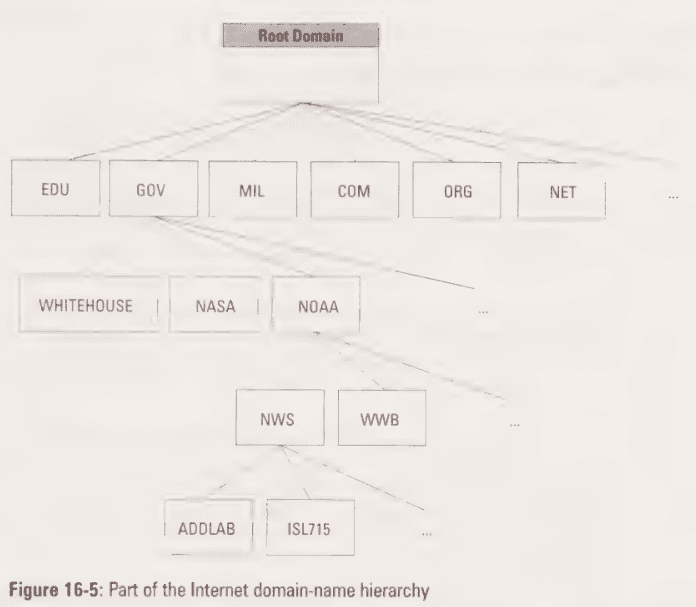 Root Domain
EDU GOV MIL COM ORG NET ...
WHITEHOUSE NASA NOAA ...
NWS WWB ...
ADDLAB ISL715 ...
Figure 16-5: Part of the Internet domain-name hierarchy